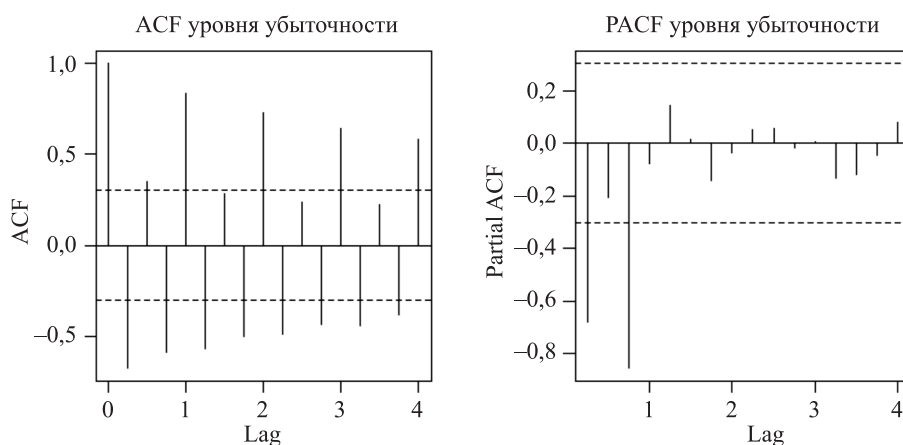 ACF уровня убыточности
ACF
1,0
0,5
0,0
–0,5
0 1 2 3 4
Lag
PACF уровня убыточности
Partial ACF
0,2
0,0
–0,2
–0,4
–0,6
–0,8
1 2 3 4
Lag